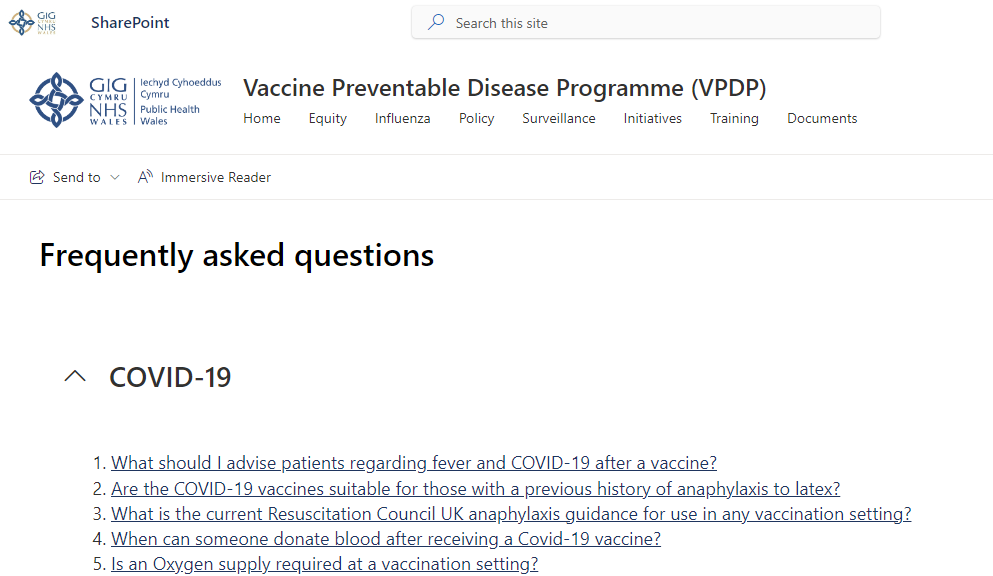 GIG
CYMRU
NHS
WALES
SharePoint
Search this site
GIG
CYMRU
NHS
WALES
Iechyd Cyhoeddus
Cymru
Public Health
Wales
Vaccine Preventable Disease Programme (VPDP)
Home Equity Influenza Policy Surveillance Initiatives Training Documents
Send to Immersive Reader
Frequently asked questions
COVID-19
1. What should I advise patients regarding fever and COVID-19 after a vaccine?
2. Are the COVID-19 vaccines suitable for those with a previous history of anaphylaxis to latex?
3. What is the current Resuscitation Council UK anaphylaxis guidance for use in any vaccination setting?
4. When can someone donate blood after receiving a Covid-19 vaccine?
5. Is an Oxygen supply required at a vaccination setting?